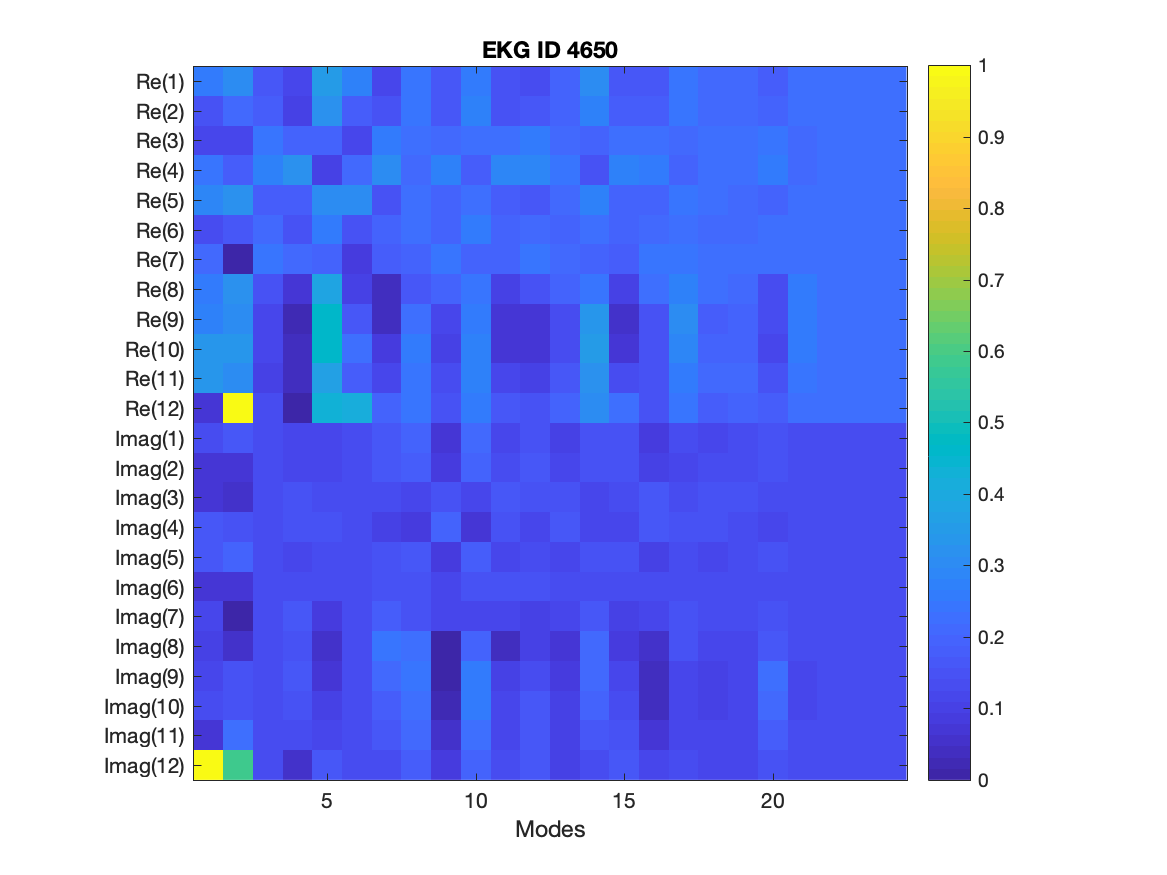 EKG ID 4650
Re(1)
Re(2)
Re(3)
Re(4)
Re(5)
Re(6)
Re(7)
Re(8)
Re(9)
Re(10)
Re(11)
Re(12)
Imag(1)
Imag(2)
Imag(3)
Imag(4)
Imag(5)
Imag(6)
Imag(7)
Imag(8)
Imag(9)
Imag(10)
Imag(11)
Imag(12)
5 10 15 20
Modes
1
0.9
0.8
0.7
0.6
0.5
0.4
0.3
0.2
0.1
0